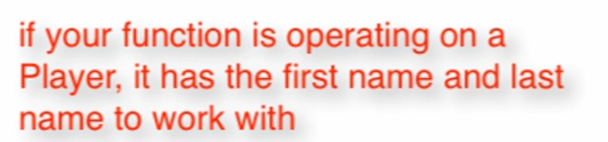 if your function is operating on a
Player, it has the first name and last
name to work with